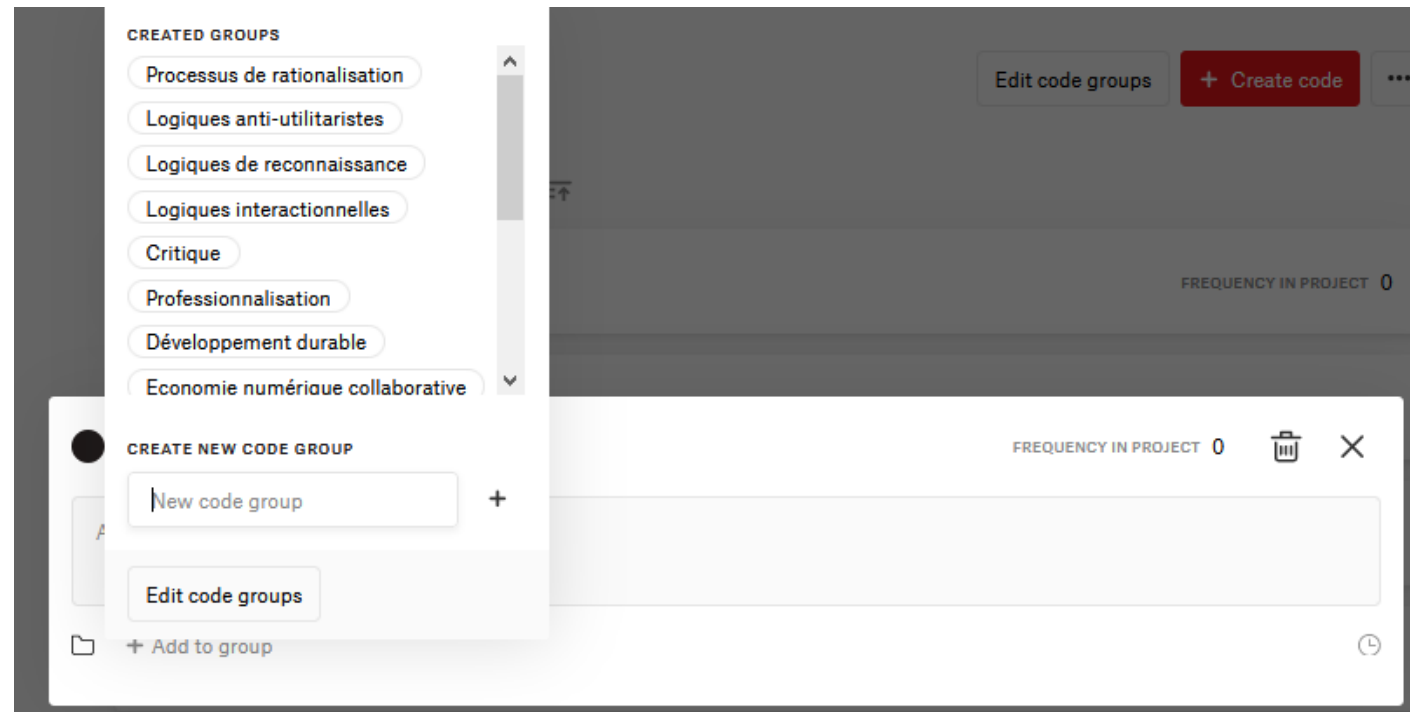 CREATED GROUPS
Processus de rationalisation
Logiques anti-utilitaristes
Logiques de reconnaissance
Logiques interactionnelles
Critique
Professionnalisation
Développement durable
Economie numérique collaborative
Edit code groups
+ Create code
FREQUENCY IN PROJECT 0
CREATE NEW CODE GROUP
New code group
+
Edit code groups
FREQUENCY IN PROJECT 0
+ Add to group